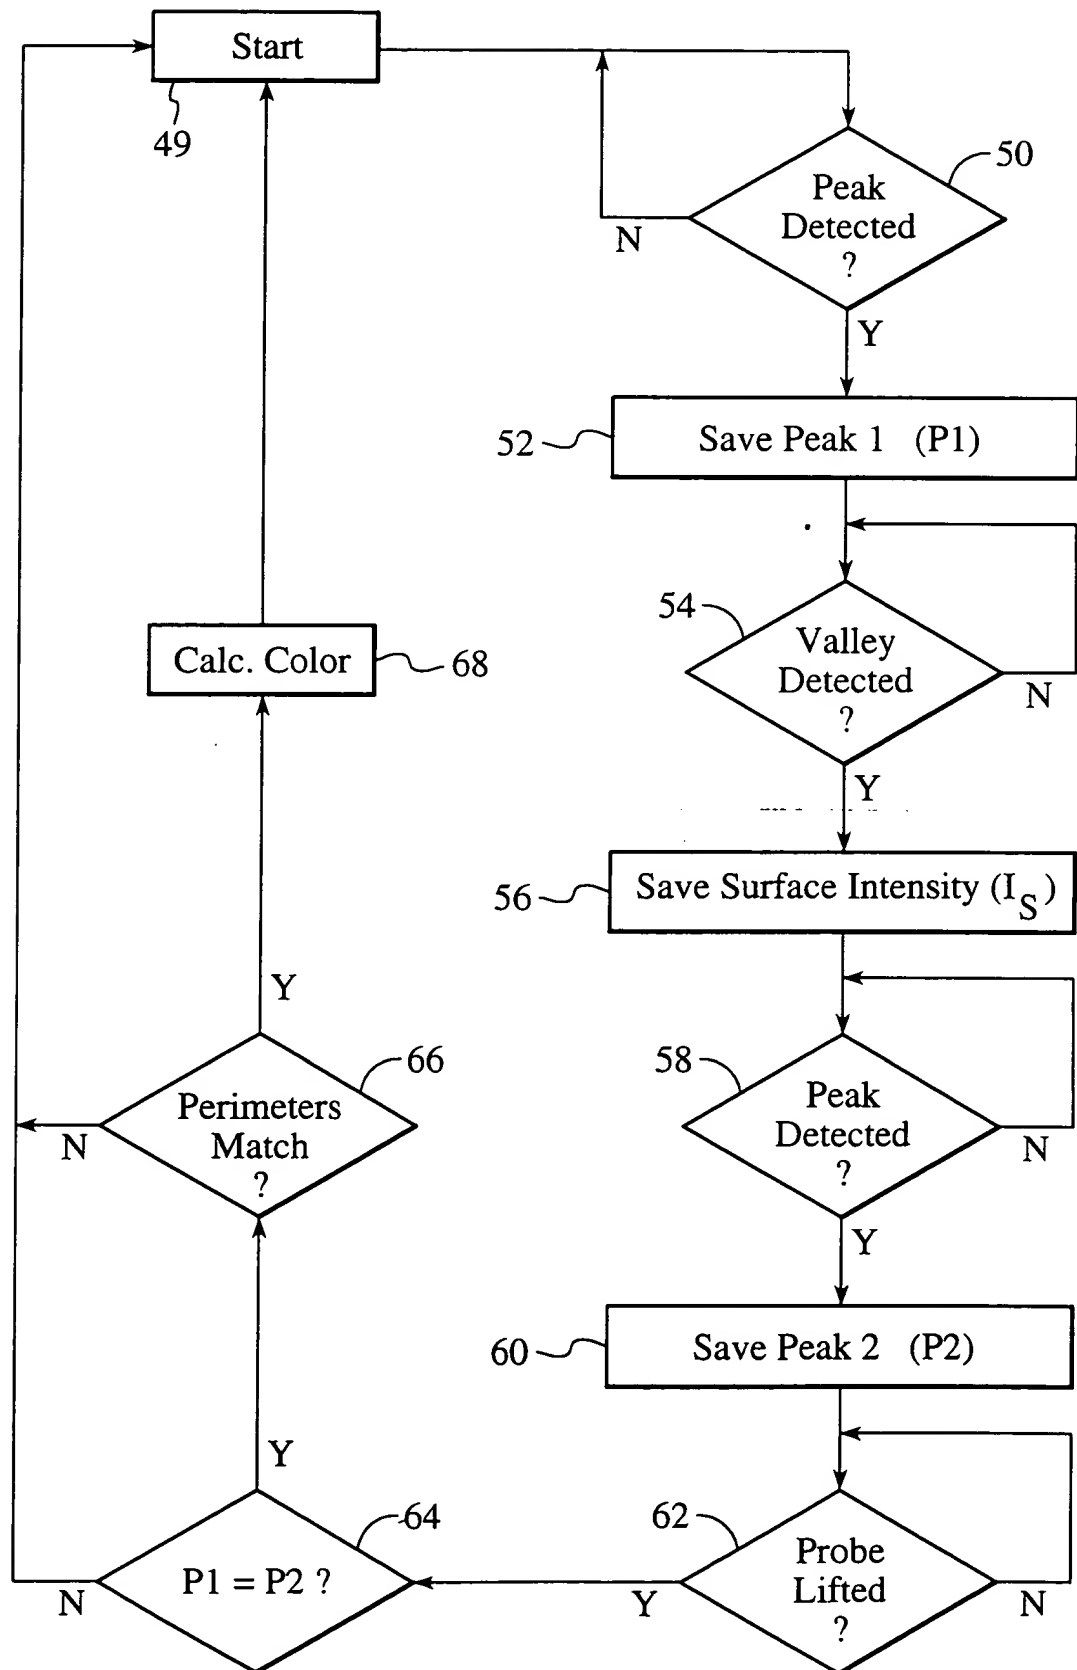 Start
49
Peak
Detected
?
50
N
Y
52
Save Peak 1 (P1)
54
Valley
Detected
?
N
Y
56
Save Surface Intensity (I_S)
58
Peak
Detected
?
N
Y
60
Save Peak 2 (P2)
62
Probe
Lifted
?
N
Y
64
P1 = P2 ?
N
Y
66
Perimeters
Match
?
N
Y
Calc. Color
68